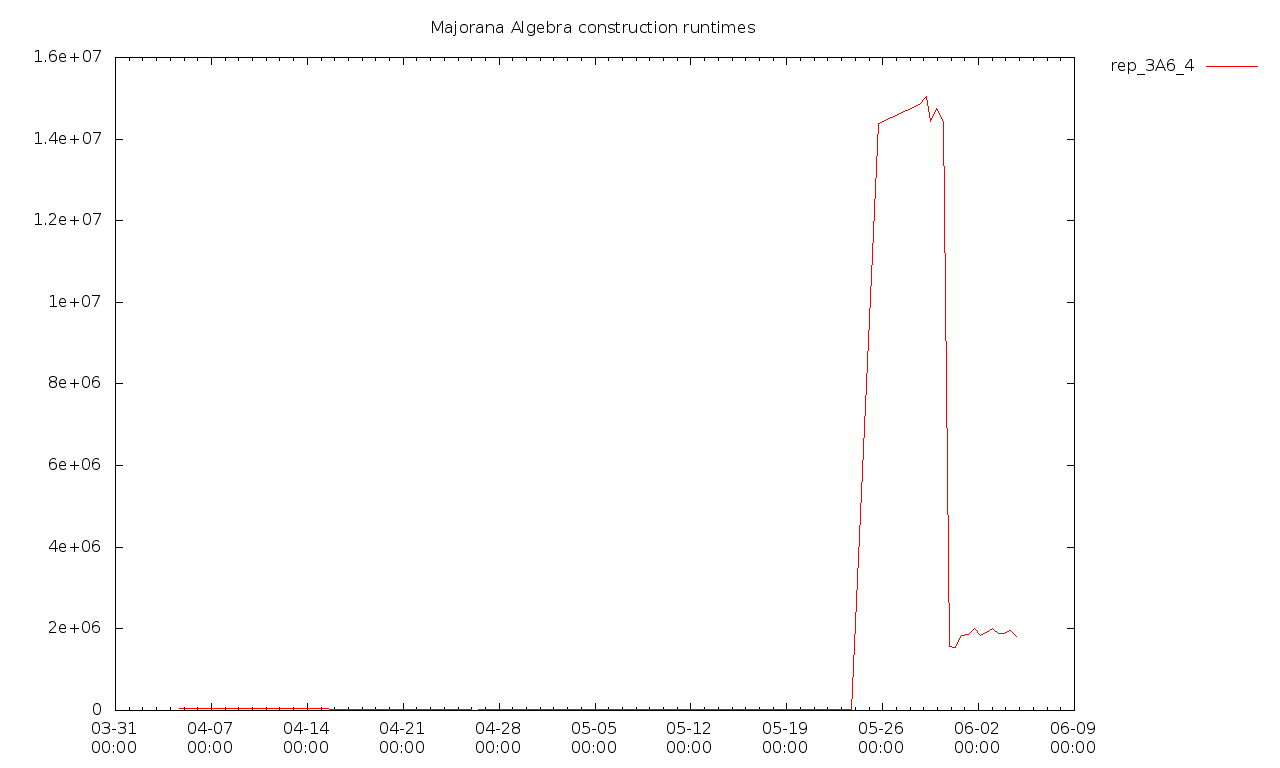 Majorana Algebra construction runtimes
rep_3A6_4
1.6e+07
1.4e+07
1.2e+07
1e+07
8e+06
6e+06
4e+06
2e+06
0
03-31 04-07 04-14 04-21 04-28 05-05 05-12 05-19 05-26 06-02 06-09
00:00 00:00 00:00 00:00 00:00 00:00 00:00 00:00 00:00 00:00 00:00